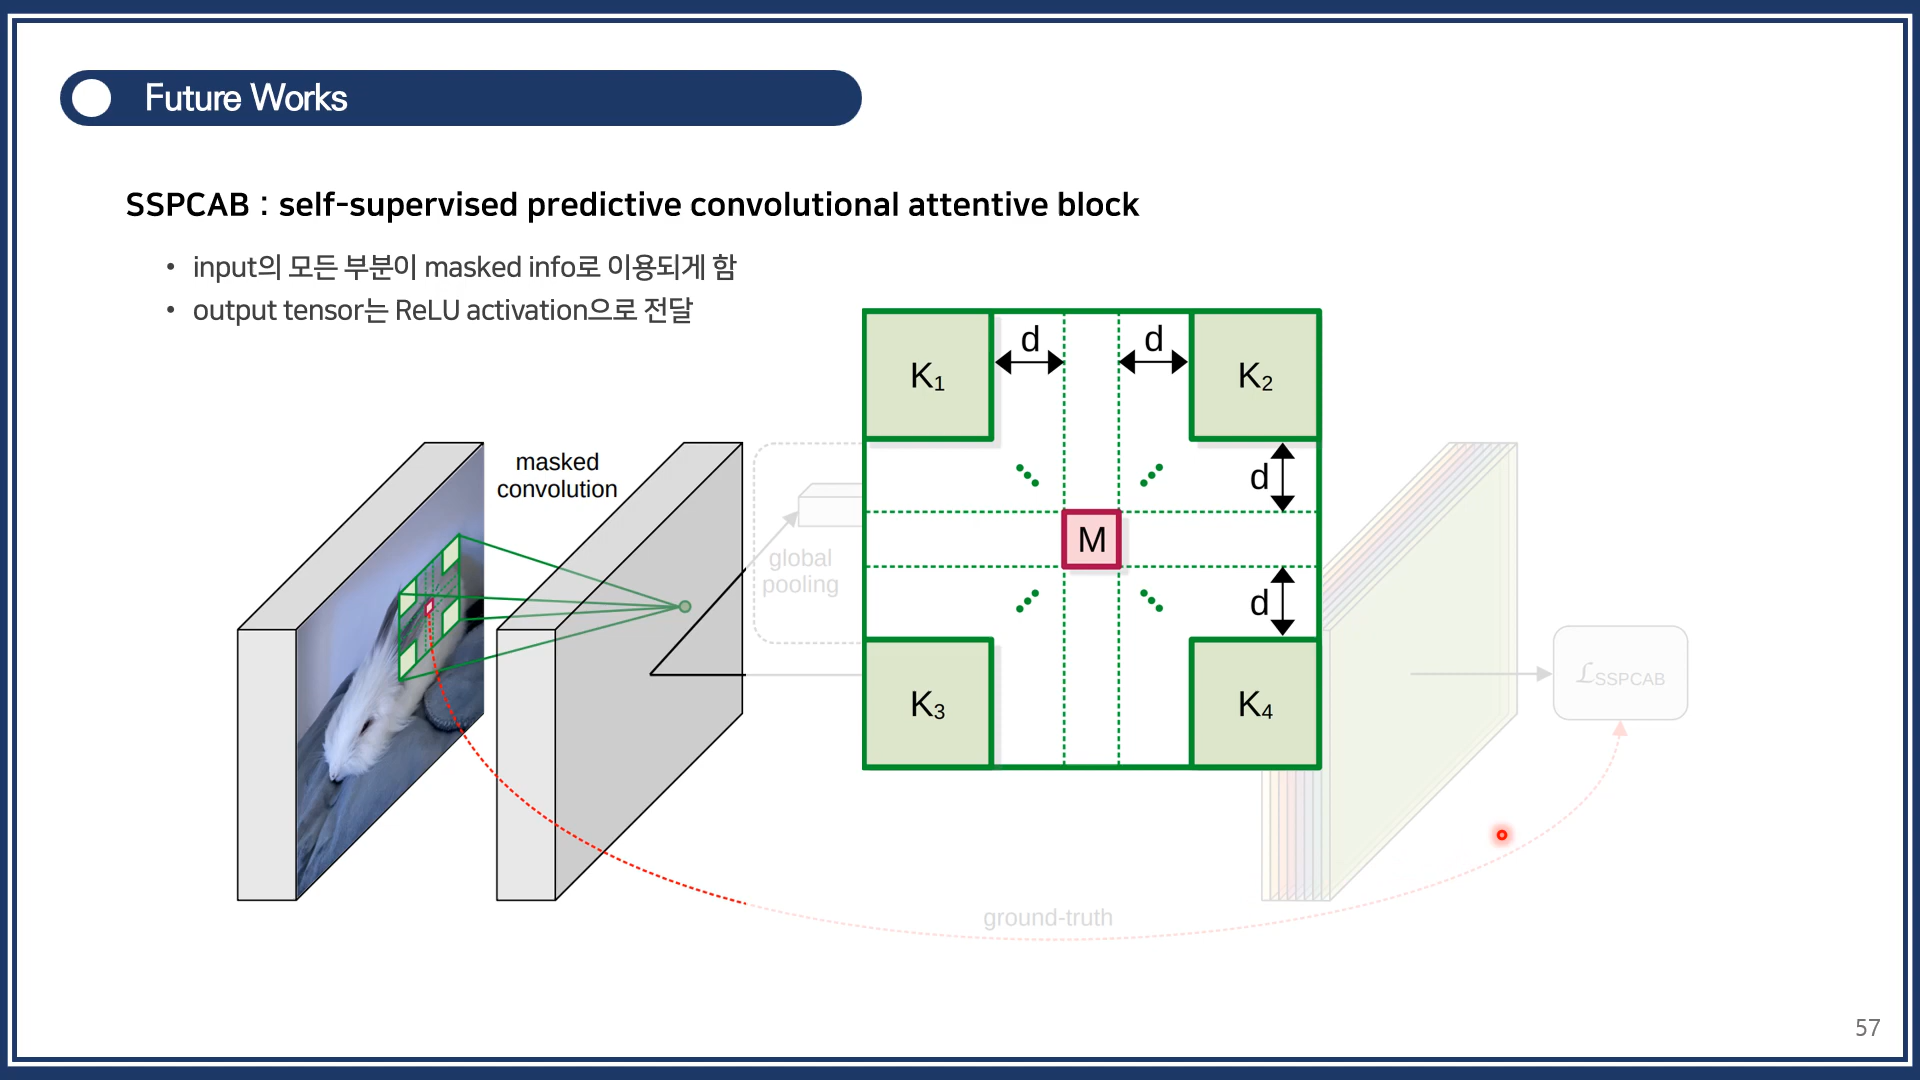 Future Works
SSPCAB : self-supervised predictive convolutional attentive block
• input의 모든 부분이 masked info로 이용되게 함
• output tensor는 ReLU activation으로 전달
masked
convolution
global
pooling
K1
d
d
K2
d
M
d
K3
K4
ℒSSPCAB
ground-truth
57